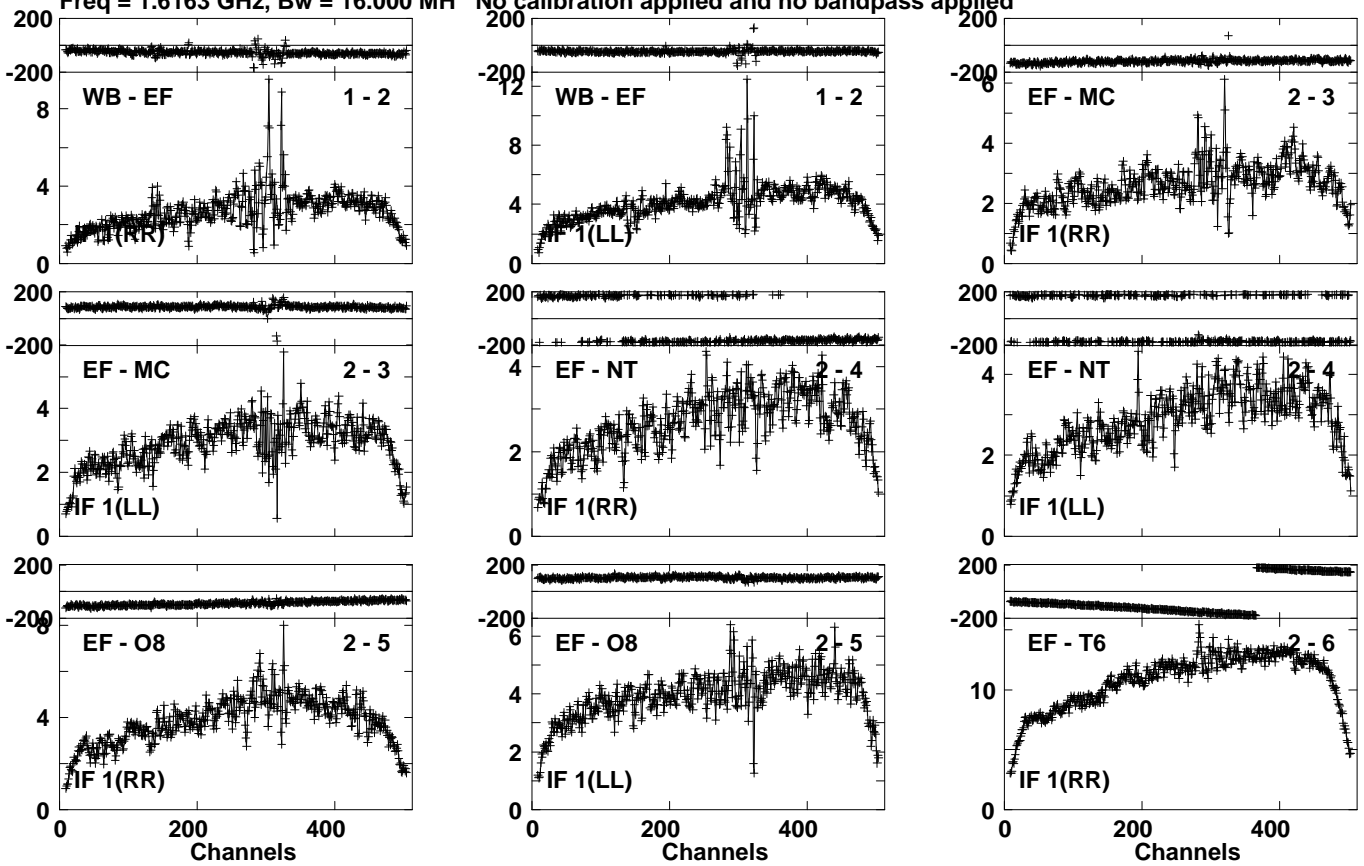 Freq = 1.6163 GHz, Bw = 16.000 MH No calibration applied and no bandpass applied
200 200 200
-200 -200 -200
WB - EF 1 - 2 WB - EF 1 - 2 EF - MC 2 - 3
8 12 6
4 8 4
0 4 2
IF 1(LL) IF 1(RR)
1(RR)
0 0
200 200 200
-200 -200 -200
EF - MC 2 - 3 EF - NT 2 - 4 EF - NT 2 - 4
4 4 4
2 2 2
IF 1(LL) IF 1(RR) IF 1(LL)
0 0 0
200 200 200
-200 -200 -200
8 6
EF - O8 2 - 5 EF - O8 2 - 5 EF - T6 2 - 6
4 4 10
2
IF 1(RR) IF 1(LL) IF 1(RR)
0 0 0
0 200 400 0 200 400 0 200 400
Channels Channels Channels